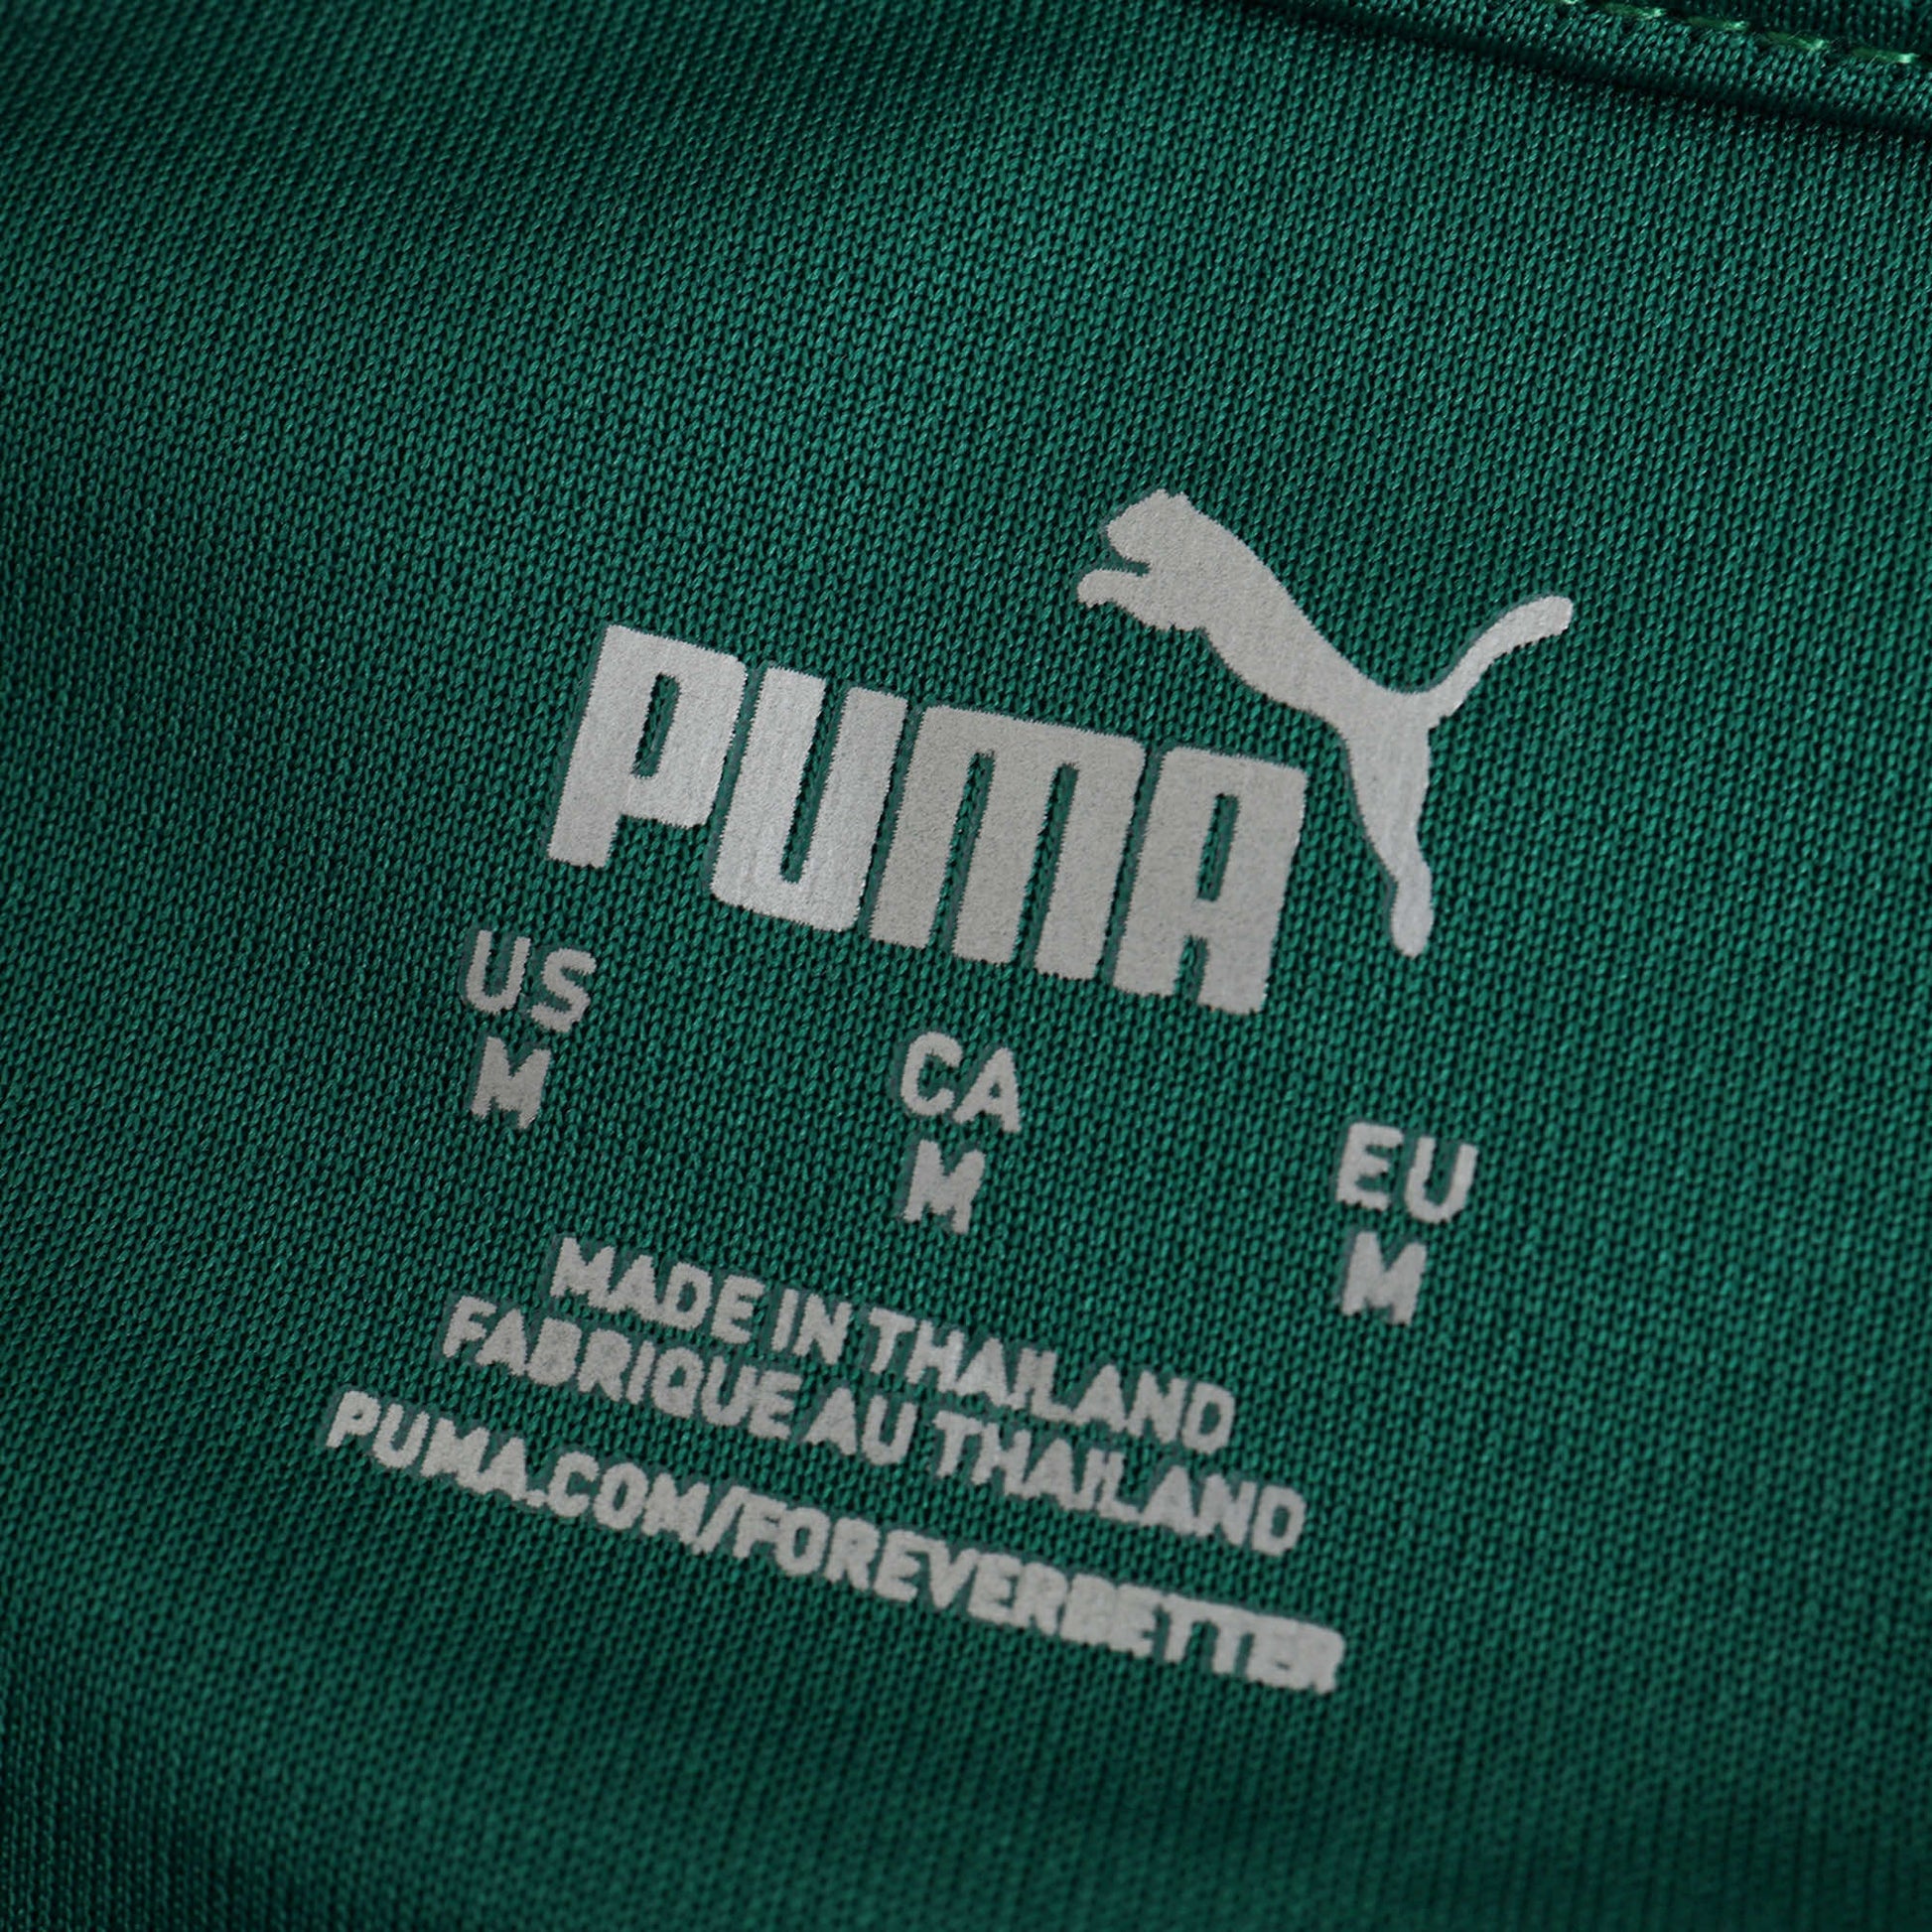 PUMA
US CA EU
M M M
MADE IN THAILAND
FABRIQUE AU THAILAND
PUMA.COM/FOREVERBETTER